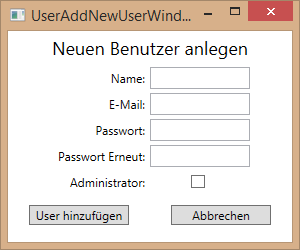 UserAddNewUserWind...
Neuen Benutzer anlegen
Name:
E-Mail:
Passwort:
Passwort Erneut:
Administrator:
User hinzufügen Abbrechen